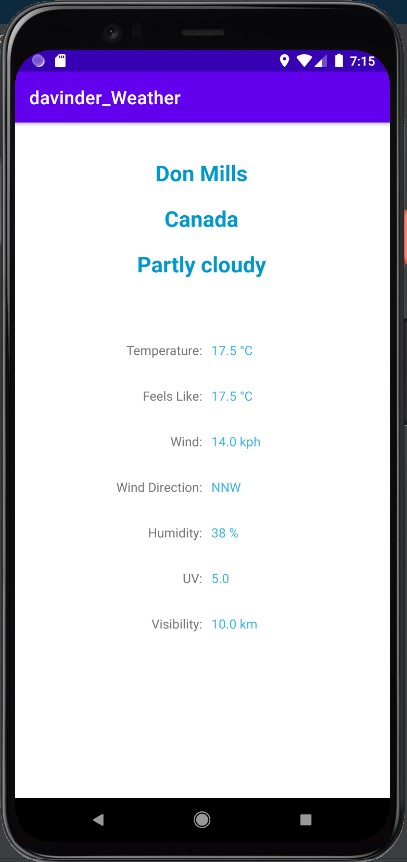 7:15
davinder_Weather
Don Mills
Canada
Partly cloudy
Temperature: 17.5 °C
Feels Like: 17.5 °C
Wind: 14.0 kph
Wind Direction: NNW
Humidity: 38 %
UV: 5.0
Visibility: 10.0 km